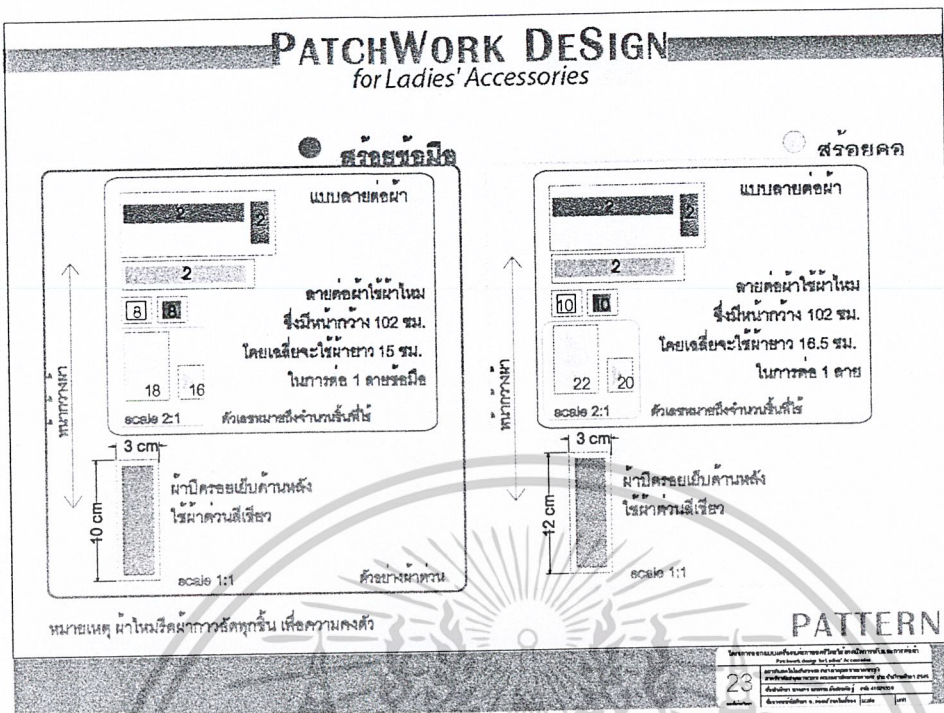 PATCHWORK DESIGN
for Ladies' Accessories
สร้อยข้อมือ
แบบลายต่อผ้า
2
2
2
ลายต่อผ้าใช้ผ้าไหม
8
8
ซึ่งมีหน้ากว้าง 102 ซม.
โดยเฉลี่ยจะใช้ผ้ายาว 15 ซม.
ในการต่อ 1 ลายข้อมือ
18
16
scale 2:1
ตัวเลขหมายถึงจำนวนชิ้นที่ใช้
หน้ากว้างผ้า
3 cm
10 cm
ผ้าปิดรอยเย็บด้านหลัง
ใช้ผ้าต่วนสีเขียว
scale 1:1
ตัวอย่างผ้าต่วน
สร้อยคอ
แบบลายต่อผ้า
2
2
2
ลายต่อผ้าใช้ผ้าไหม
10
10
ซึ่งมีหน้ากว้าง 102 ซม.
โดยเฉลี่ยจะใช้ผ้ายาว 16.5 ซม.
ในการต่อ 1 ลาย
22
20
scale 2:1
ตัวเลขหมายถึงจำนวนชิ้นที่ใช้
หน้ากว้างผ้า
3 cm
12 cm
ผ้าปิดรอยเย็บด้านหลัง
ใช้ผ้าต่วนสีเขียว
scale 1:1
หมายเหตุ ผ้าไหมรีดผ้ากาวอัดทุกชิ้น เพื่อความคงตัว
PATTERN
Patchwork design for Ladies' Accessories
23